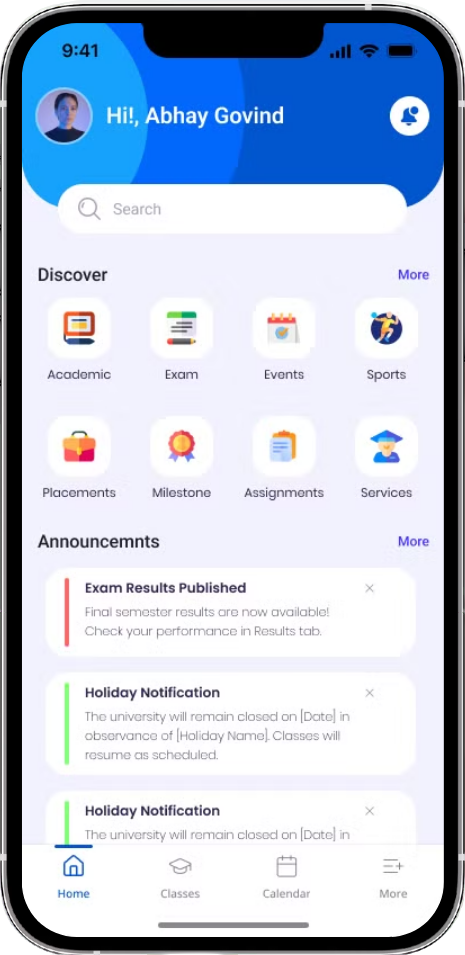 9:41
Hi!, Abhay Govind
Search
Discover More
Academic Exam Events Sports
Placements Milestone Assignments Services
Announcemnts More
Exam Results Published
Final semester results are now available!
Check your performance in Results tab.
Holiday Notification
The university will remain closed on [Date] in
observance of [Holiday Name]. Classes will
resume as scheduled.
Holiday Notification
The university will remain closed on [Date] in
Home Classes Calendar More